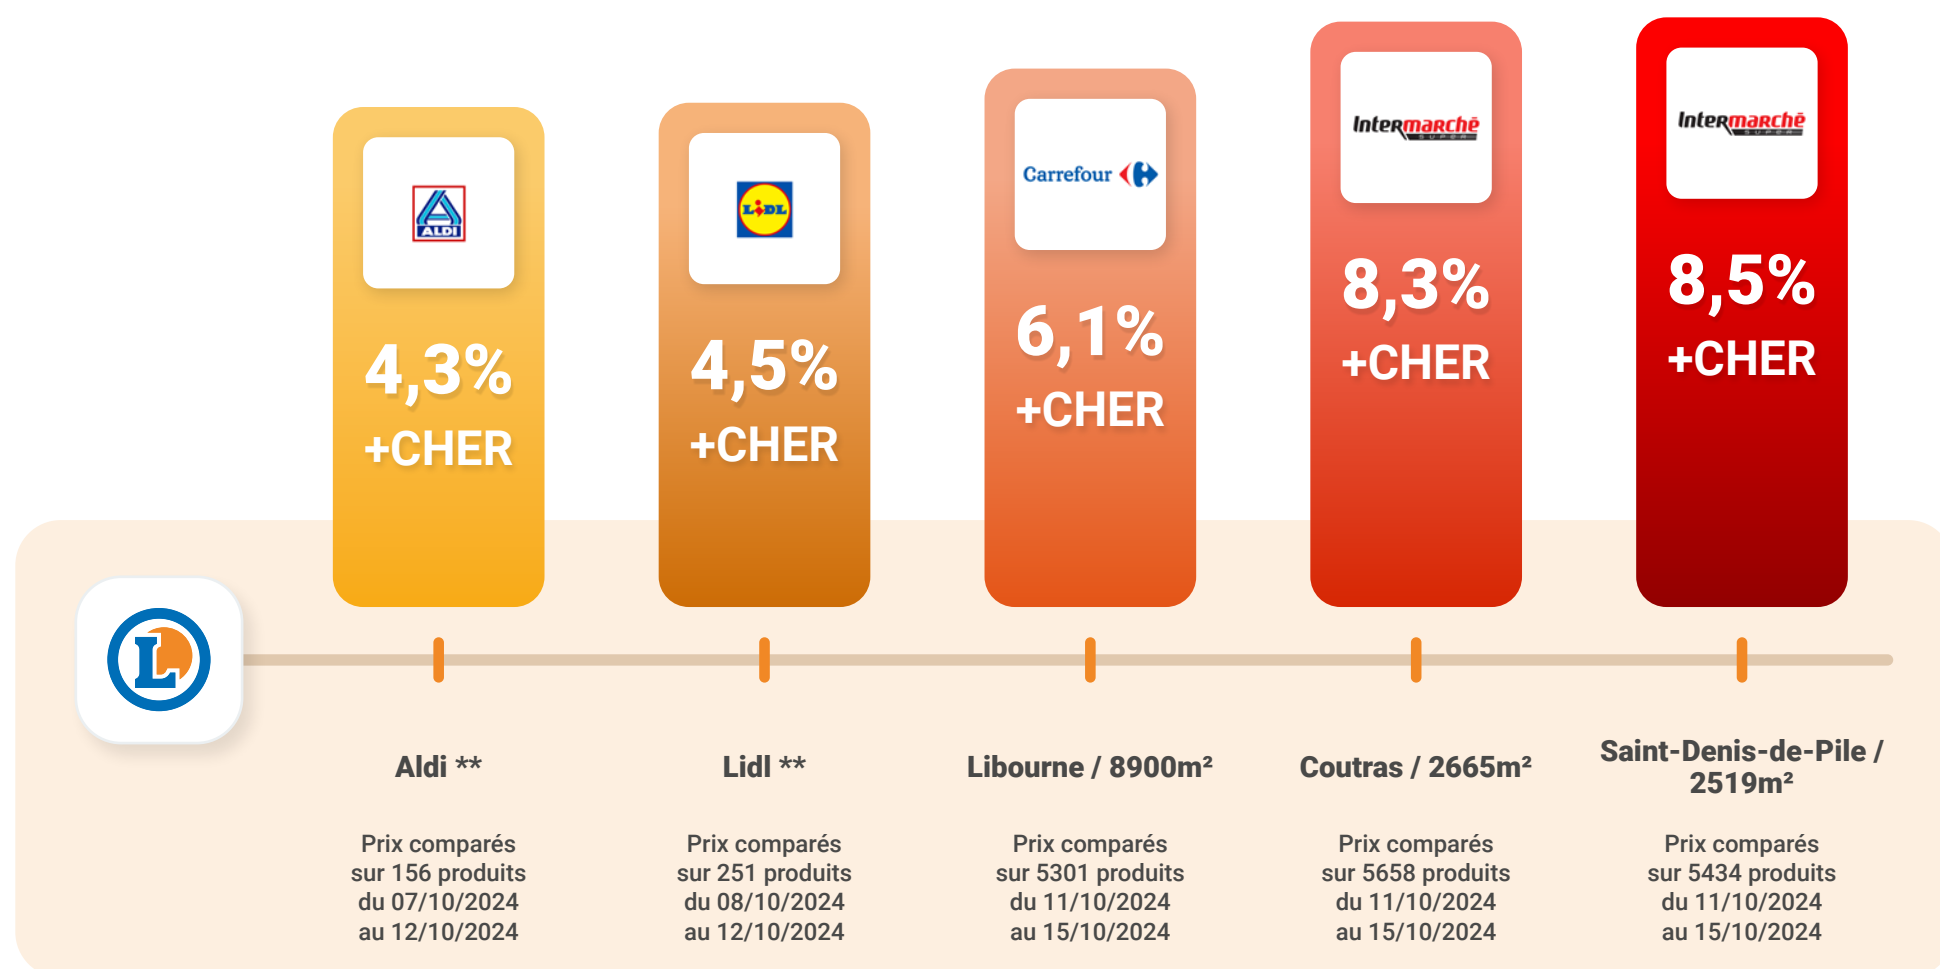 ALDI
4,3%
+CHER
LIDL
4,5%
+CHER
Carrefour
6,1%
+CHER
Intermarchē
SUPER
8,3%
+CHER
Intermarchē
SUPER
8,5%
+CHER
L
Aldi **
Prix comparés
sur 156 produits
du 07/10/2024
au 12/10/2024
Lidl **
Prix comparés
sur 251 produits
du 08/10/2024
au 12/10/2024
Libourne / 8900m²
Prix comparés
sur 5301 produits
du 11/10/2024
au 15/10/2024
Coutras / 2665m²
Prix comparés
sur 5658 produits
du 11/10/2024
au 15/10/2024
Saint-Denis-de-Pile /
2519m²
Prix comparés
sur 5434 produits
du 11/10/2024
au 15/10/2024